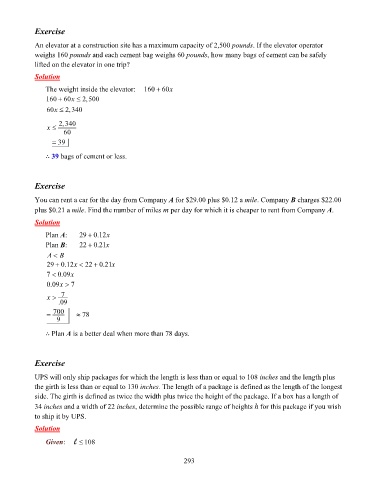 Exercise
An elevator at a construction site has a maximum capacity of 2,500 pounds. If the elevator operator
weighs 160 pounds and each cement bag weighs 60 pounds, how many bags of cement can be safely
lifted on the elevator in one trip?
Solution
The weight inside the elevator: 160 + 60x
160 + 60x ≤ 2,500
60x ≤ 2,340
x ≤ 2,340/60
= 39
∴ 39 bags of cement or less.
Exercise
You can rent a car for the day from Company A for $29.00 plus $0.12 a mile. Company B charges $22.00
plus $0.21 a mile. Find the number of miles m per day for which it is cheaper to rent from Company A.
Solution
Plan A: 29 + 0.12x
Plan B: 22 + 0.21x
A < B
29 + 0.12x < 22 + 0.21x
7 < 0.09x
0.09x > 7
x > 7/.09
= 700/9 ≈ 78
∴ Plan A is a better deal when more than 78 days.
Exercise
UPS will only ship packages for which the length is less than or equal to 108 inches and the length plus
the girth is less than or equal to 130 inches. The length of a package is defined as the length of the longest
side. The girth is defined as twice the width plus twice the height of the package. If a box has a length of
34 inches and a width of 22 inches, determine the possible range of heights h for this package if you wish
to ship it by UPS.
Solution
Given: ℓ ≤ 108
293